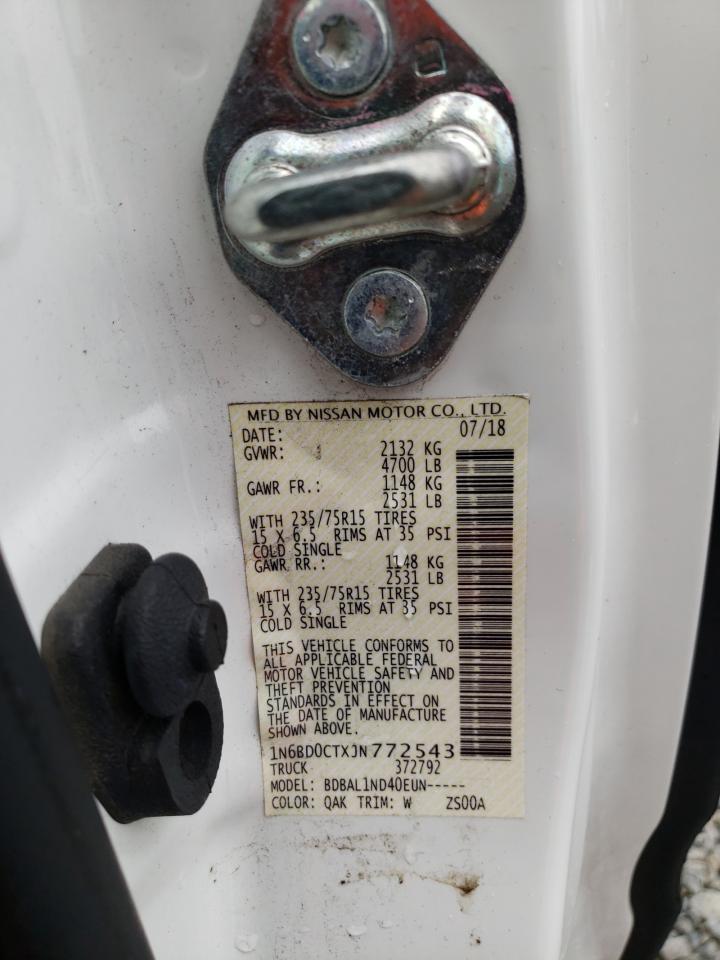 MFD BY NISSAN MOTOR CO., LTD.
DATE: 07/18
GVWR: 2132 KG
4700 LB
GAWR FR.: 1148 KG
2531 LB
WITH 235/75R15 TIRES
15 X 6.5 RIMS AT 35 PSI
COLD SINGLE
GAWR RR.: 1148 KG
2531 LB
WITH 235/75R15 TIRES
15 X 6.5 RIMS AT 35 PSI
COLD SINGLE
THIS VEHICLE CONFORMS TO
ALL APPLICABLE FEDERAL
MOTOR VEHICLE SAFETY AND
THEFT PREVENTION
STANDARDS IN EFFECT ON
THE DATE OF MANUFACTURE
SHOWN ABOVE.
1N6BD0CTXJN772543
TRUCK 372792
MODEL: BDBAL1ND40EUN-----
COLOR: QAK TRIM: W ZS00A